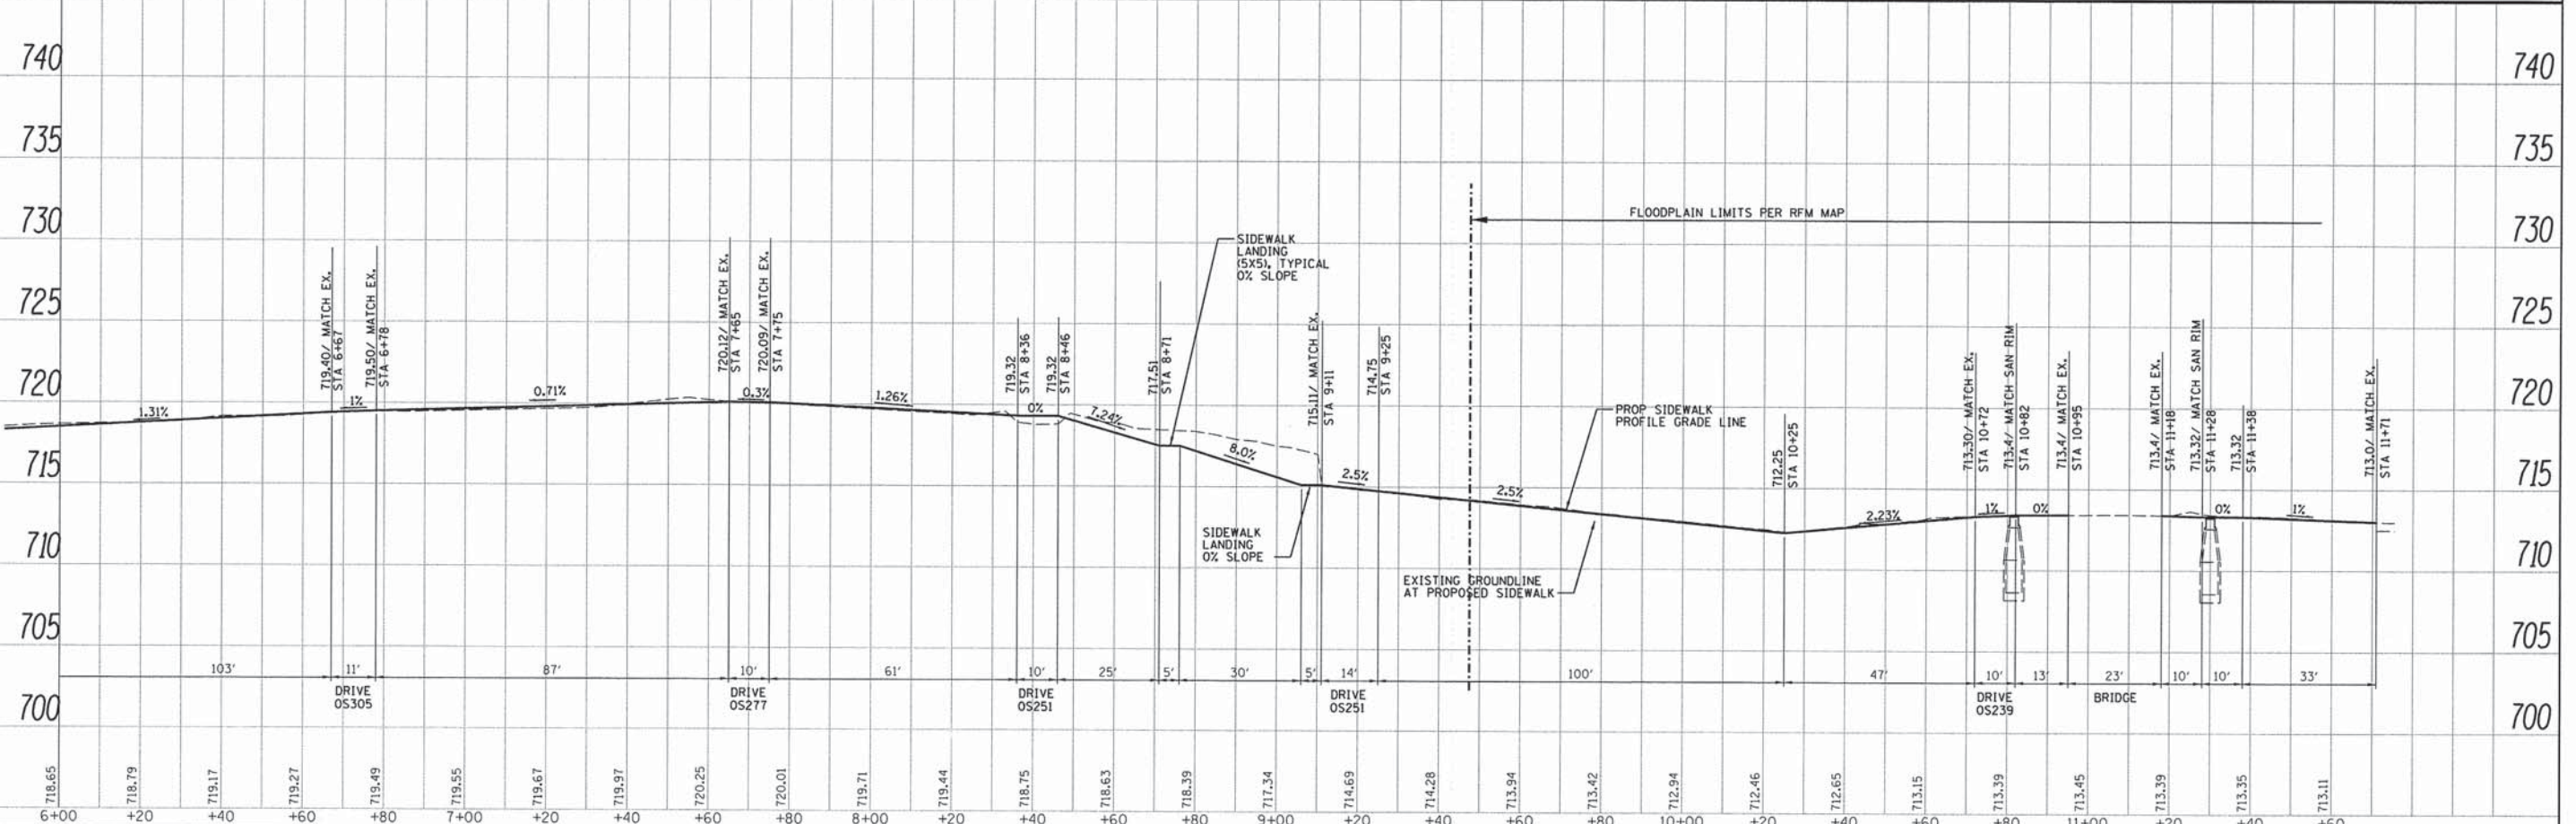 740
740
735
735
730
730
725
725
720
720
715
715
710
710
705
705
700
700
FLOODPLAIN LIMITS PER RFM MAP
SIDEWALK
LANDING
(5X5), TYPICAL
0% SLOPE
719.40/ MATCH EX.
STA 6+67
719.50/ MATCH EX.
STA 6+78
720.12/ MATCH EX.
STA 7+65
720.09/ MATCH EX.
STA 7+75
719.32
STA 8+36
719.32
STA 8+46
717.51
STA 8+71
715.11/ MATCH EX.
STA 9+11
714.75
STA 9+25
712.25
STA 10+25
713.30/ MATCH EX.
STA 10+72
713.4/ MATCH SAN RIM
STA 10+82
713.4/ MATCH EX.
STA 10+95
713.4/ MATCH EX.
STA 11+18
713.32/ MATCH SAN RIM
STA 11+28
713.32
STA 11+38
713.0/ MATCH EX.
STA 11+71
1.31%
1%
0.71%
0.3%
1.26%
0%
7.24%
8.0%
2.5%
2.5%
2.23%
1%
0%
0%
1%
PROP SIDEWALK
PROFILE GRADE LINE
SIDEWALK
LANDING
0% SLOPE
EXISTING GROUNDLINE
AT PROPOSED SIDEWALK
103'
11'
87'
10'
61'
10'
25'
5'
30'
5'
14'
100'
47'
10'
13'
23'
10'
10'
33'
DRIVE
OS305
DRIVE
OS277
DRIVE
OS251
DRIVE
OS251
DRIVE
OS239
BRIDGE
718.65
718.79
719.17
719.27
719.49
719.55
719.67
719.97
720.25
720.01
719.71
719.44
718.75
718.63
718.39
717.34
714.69
714.28
713.94
713.42
712.94
712.46
712.65
713.15
713.39
713.45
713.39
713.35
713.11
6+00
+20
+40
+60
+80
7+00
+20
+40
+60
+80
8+00
+20
+40
+60
+80
9+00
+20
+40
+60
+80
10+00
+20
+40
+60
+80
11+00
+20
+40
+60